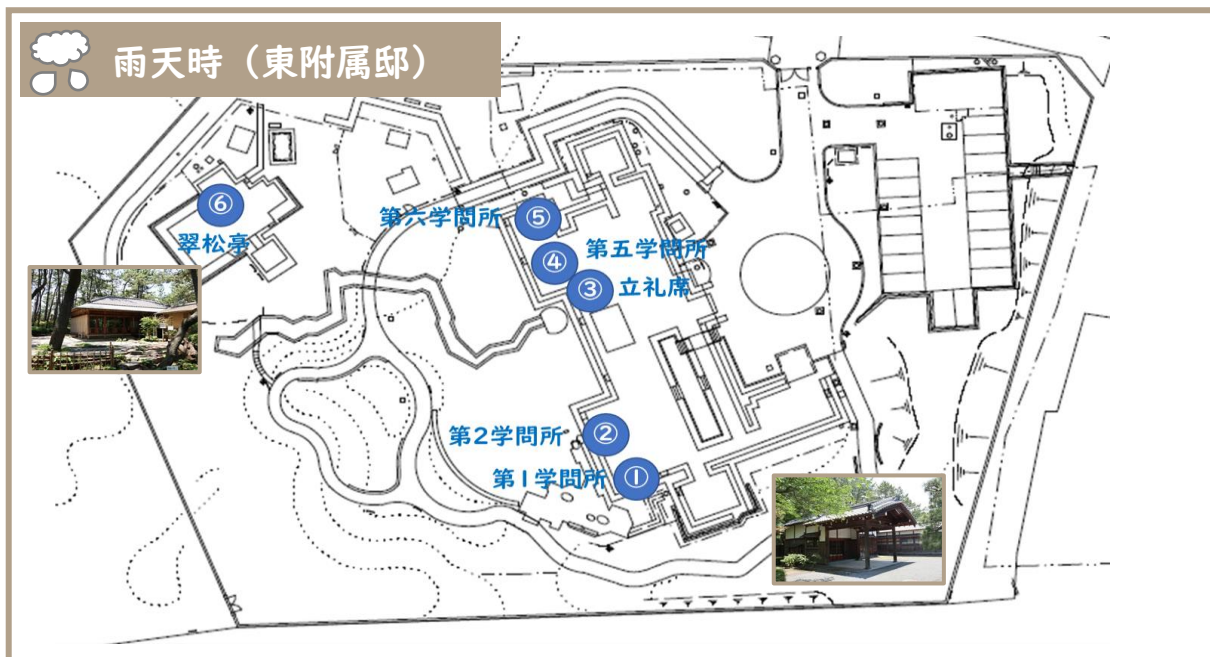 雨天時（東附属邸）
⑥
翠松亭
第六学問所 ⑤
④ 第五学問所
③ 立礼席
第2学問所 ②
第1学問所 ①